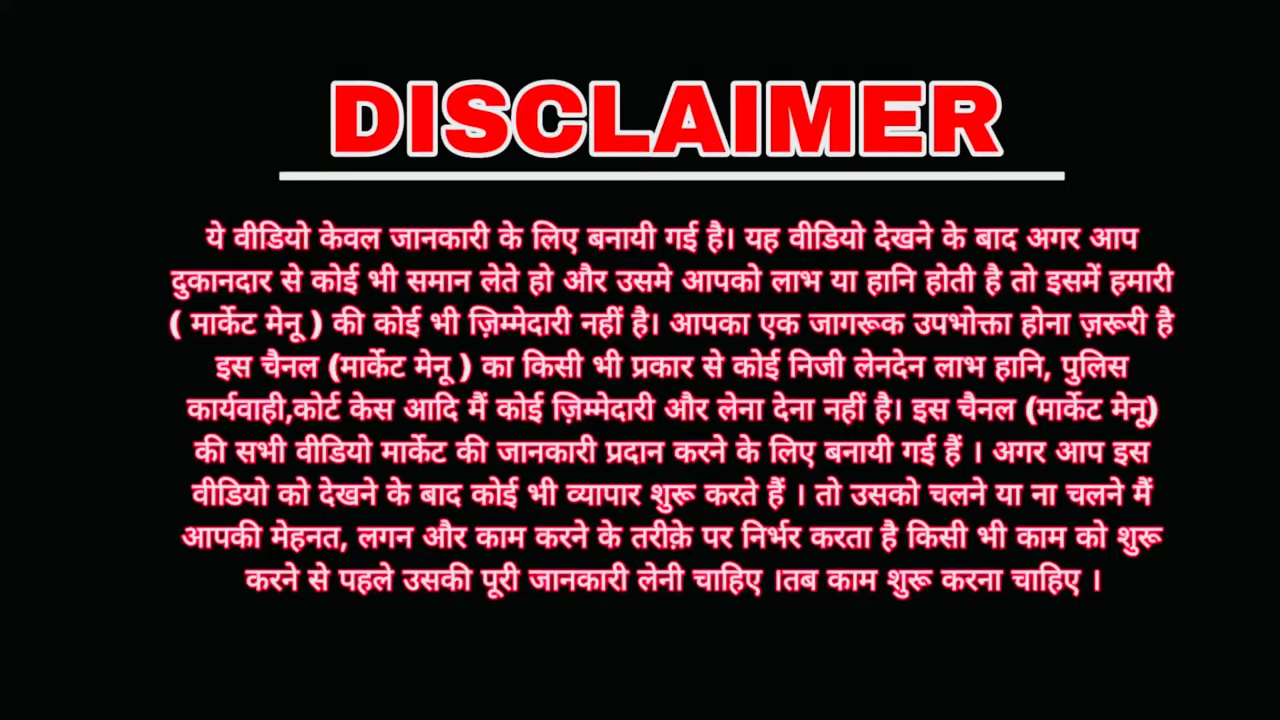 DISCLAIMER
ये वीडियो केवल जानकारी के लिए बनायी गई है। यह वीडियो देखने के बाद अगर आप
दुकानदार से कोई भी समान लेते हो और उसमे आपको लाभ या हानि होती है तो इसमें हमारी
( मार्केट मेनू ) की कोई भी ज़िम्मेदारी नहीं है। आपका एक जागरूक उपभोक्ता होना ज़रूरी है
इस चैनल (मार्केट मेनू ) का किसी भी प्रकार से कोई निजी लेनदेन लाभ हानि, पुलिस
कार्यवाही,कोर्ट केस आदि मैं कोई ज़िम्मेदारी और लेना देना नहीं है। इस चैनल (मार्केट मेनू)
की सभी वीडियो मार्केट की जानकारी प्रदान करने के लिए बनायी गई हैं । अगर आप इस
वीडियो को देखने के बाद कोई भी व्यापार शुरू करते हैं । तो उसको चलने या ना चलने मैं
आपकी मेहनत, लगन और काम करने के तरीक़े पर निर्भर करता है किसी भी काम को शुरू
करने से पहले उसकी पूरी जानकारी लेनी चाहिए ।तब काम शुरू करना चाहिए ।